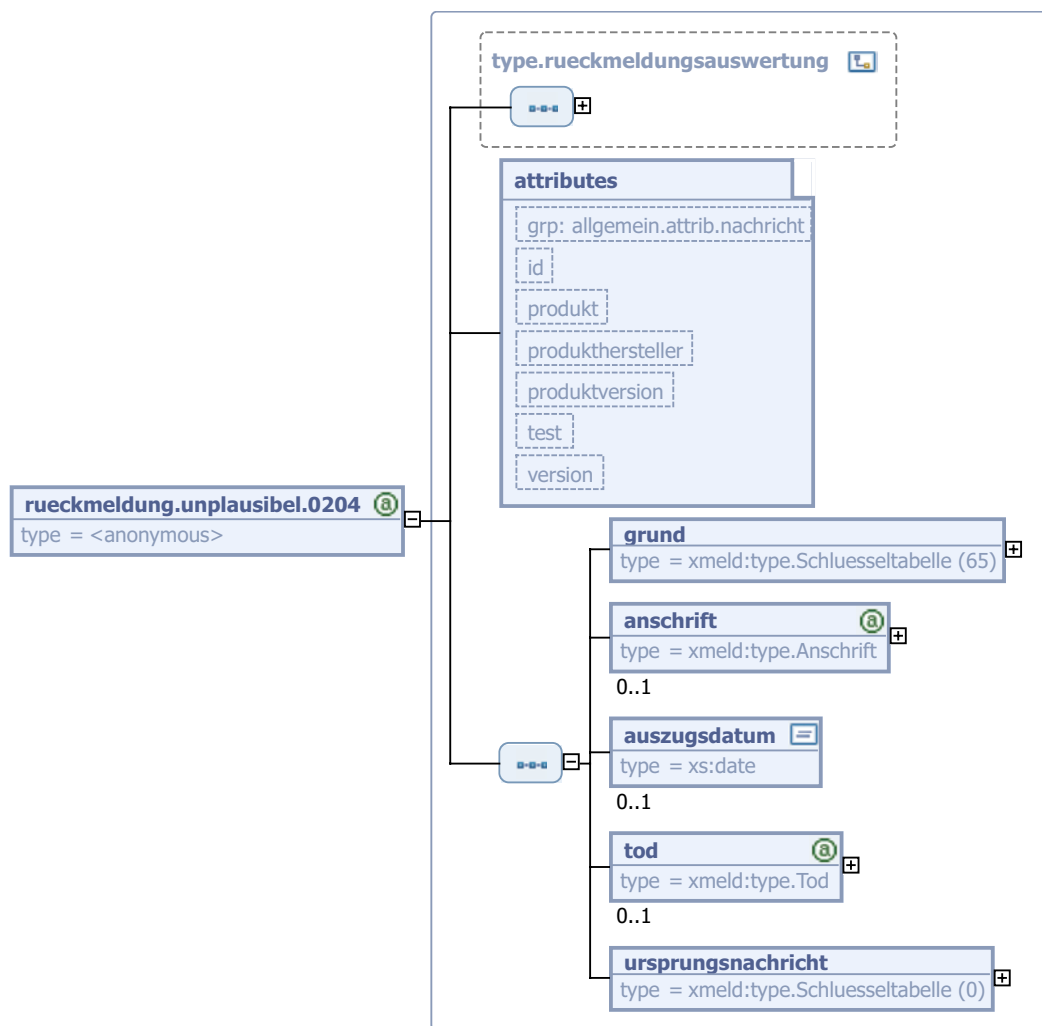 type.rueckmeldungsauswertung
attributes
grp: allgemein.attrib.nachricht
id
produkt
produkthersteller
produktversion
test
version
rueckmeldung.unplausibel.0204 @
type = <anonymous>
grund
type = xmeld:type.Schluesseltabelle (65)
anschrift @
type = xmeld:type.Anschrift
0..1
auszugsdatum
type = xs:date
0..1
tod @
type = xmeld:type.Tod
0..1
ursprungsnachricht
type = xmeld:type.Schluesseltabelle (0)